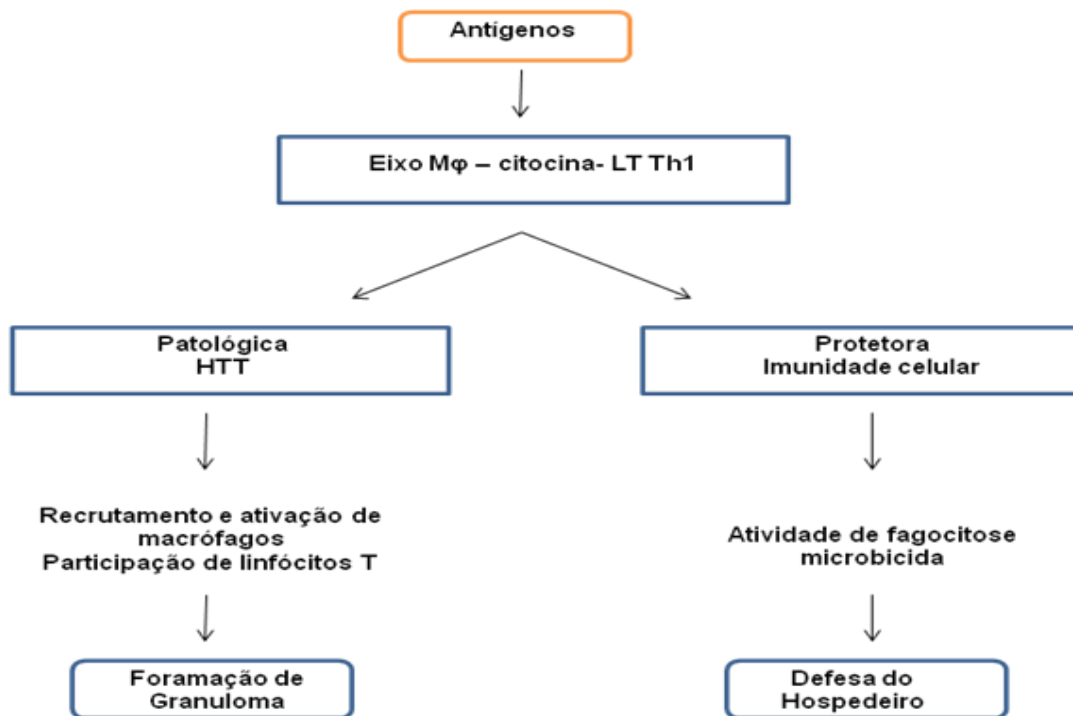 Antígenos
Eixo Mφ – citocina- LT Th1
Patológica
HTT
Protetora
Imunidade celular
Recrutamento e ativação de
macrófagos
Participação de linfócitos T
Atividade de fagocitose
microbicida
Foramação de
Granuloma
Defesa do
Hospedeiro